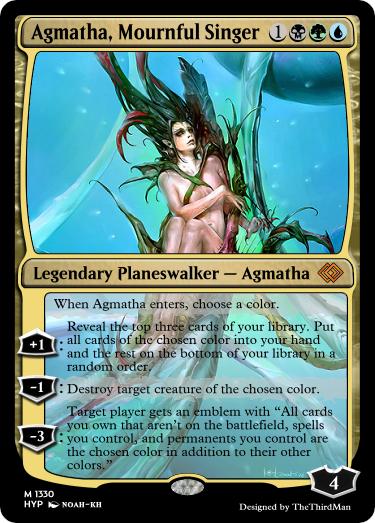 Agmatha, Mournful Singer 1
Legendary Planeswalker — Agmatha
When Agmatha enters, choose a color.
+1: Reveal the top three cards of your library. Put
all cards of the chosen color into your hand
and the rest on the bottom of your library in a
random order.
−1: Destroy target creature of the chosen color.
-3: Target player gets an emblem with “All cards
you own that aren't on the battlefield, spells
you control, and permanents you control are
the chosen color in addition to their other
colors.”
4
M 1330
HYP NOAH-KH
Designed by TheThirdMan